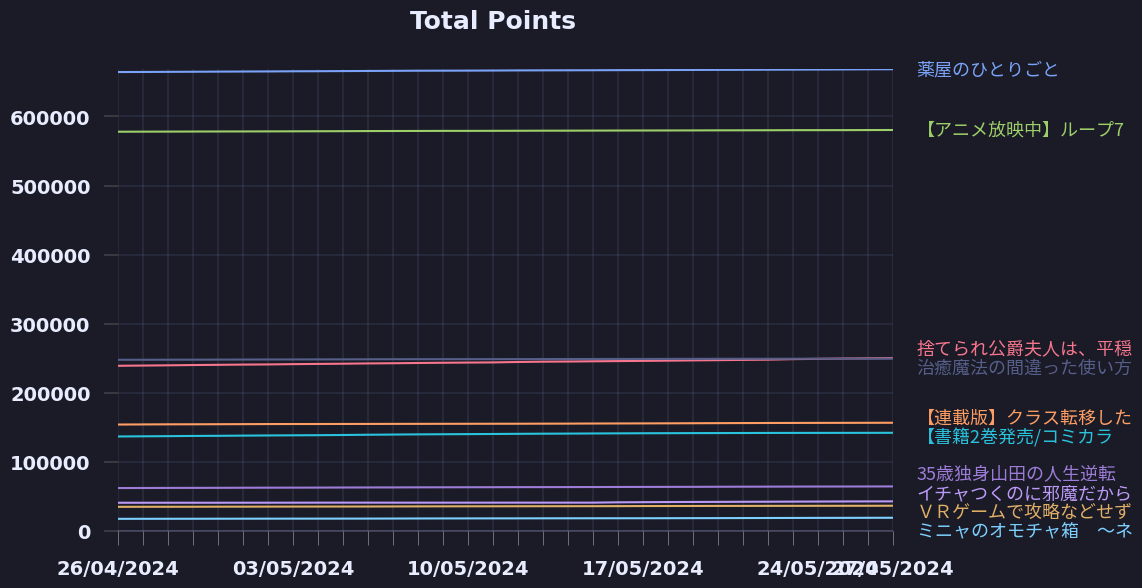 Total Points
薬屋のひとりごと
600000
【アニメ放映中】ループ7
500000
400000
300000
捨てられ公爵夫人は、平穏
治癒魔法の間違った使い方
200000
【連載版】クラス転移した
【書籍2巻発売/コミカラ
100000
35歳独身山田の人生逆転
イチャつくのに邪魔だから
ＶＲゲームで攻略などせず
ミニャのオモチャ箱　～ネ
0
26/04/2024
03/05/2024
10/05/2024
17/05/2024
24/05/2024
27/05/2024